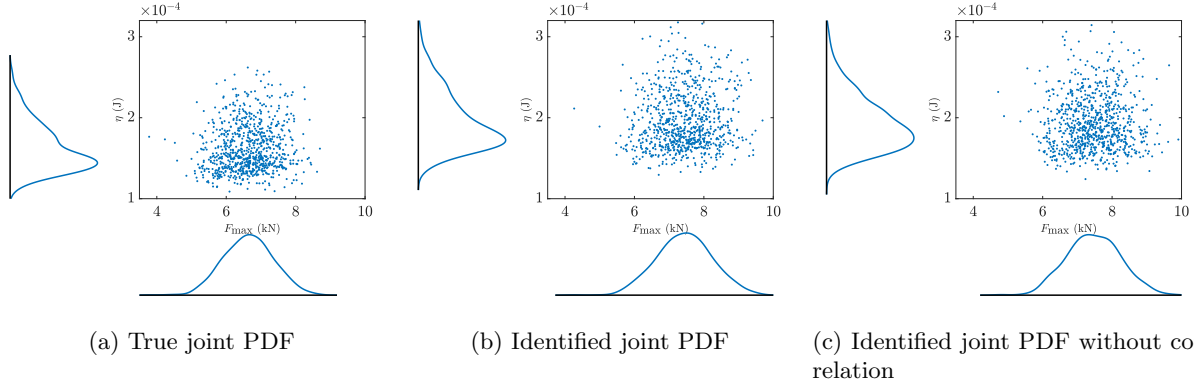 ×10⁻⁴
3
2
1
η (J)
4
6
8
10
F_max (kN)
(a) True joint PDF
×10⁻⁴
3
2
1
η (J)
4
6
8
10
F_max (kN)
(b) Identified joint PDF
×10⁻⁴
3
2
1
η (J)
4
6
8
10
F_max (kN)
(c) Identified joint PDF without co
relation